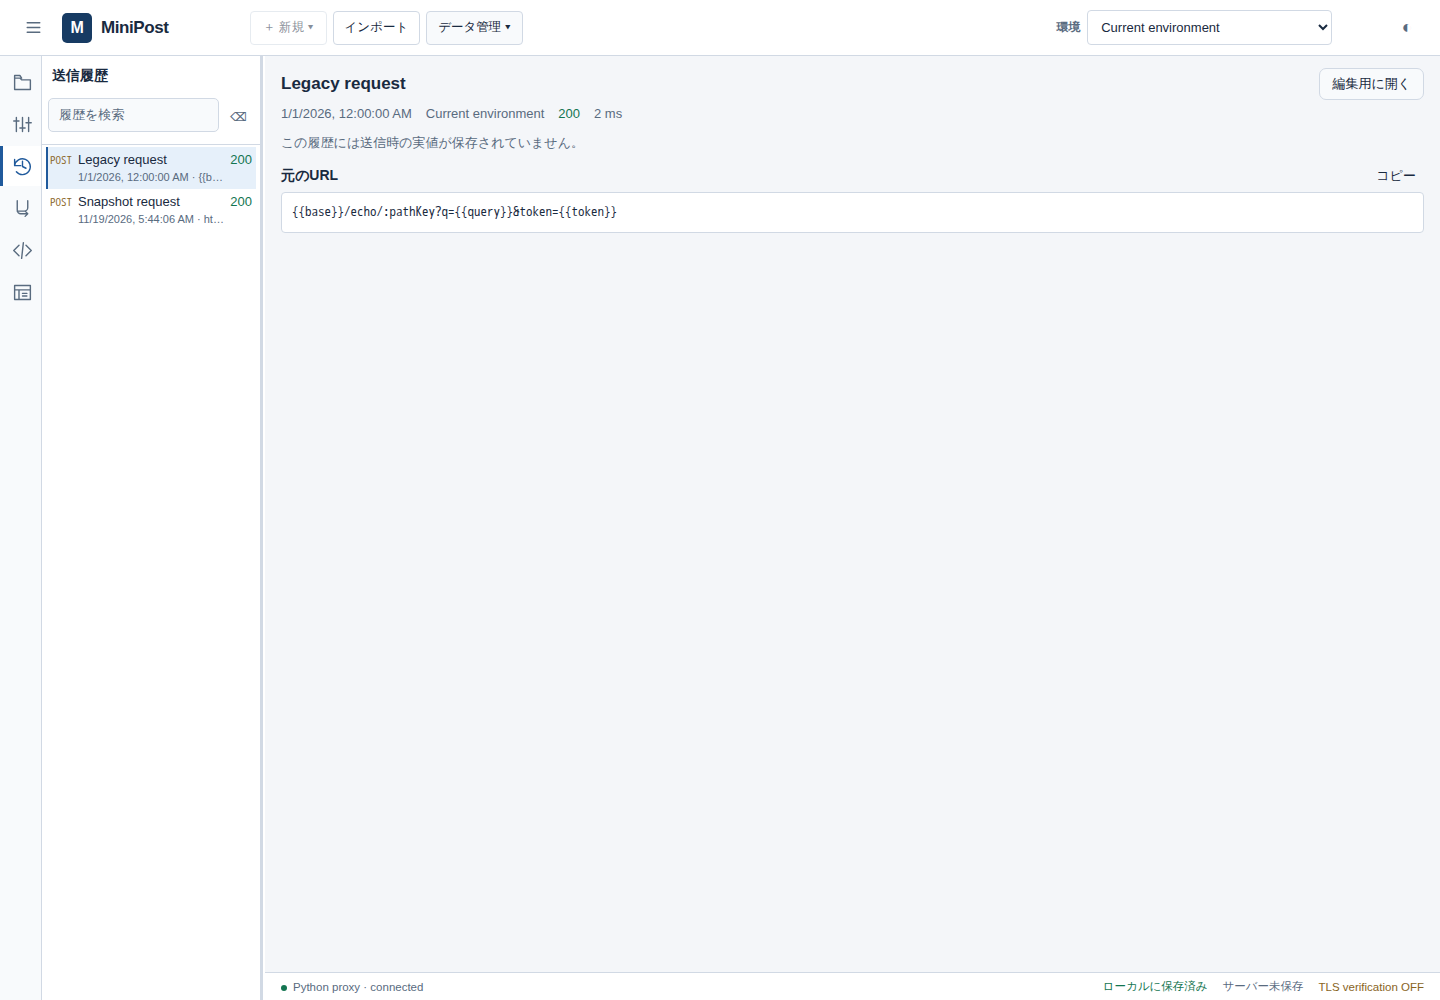 M MiniPost
＋ 新規 ▾
インポート
データ管理 ▾
環境
Current environment
送信履歴
履歴を検索
POST Legacy request 200
1/1/2026, 12:00:00 AM · {{b…
POST Snapshot request 200
11/19/2026, 5:44:06 AM · ht…
Legacy request
編集用に開く
1/1/2026, 12:00:00 AM Current environment 200 2 ms
この履歴には送信時の実値が保存されていません。
元のURL
コピー
{{base}}/echo/:pathKey?q={{query}}&token={{token}}
Python proxy · connected
ローカルに保存済み
サーバー未保存
TLS verification OFF